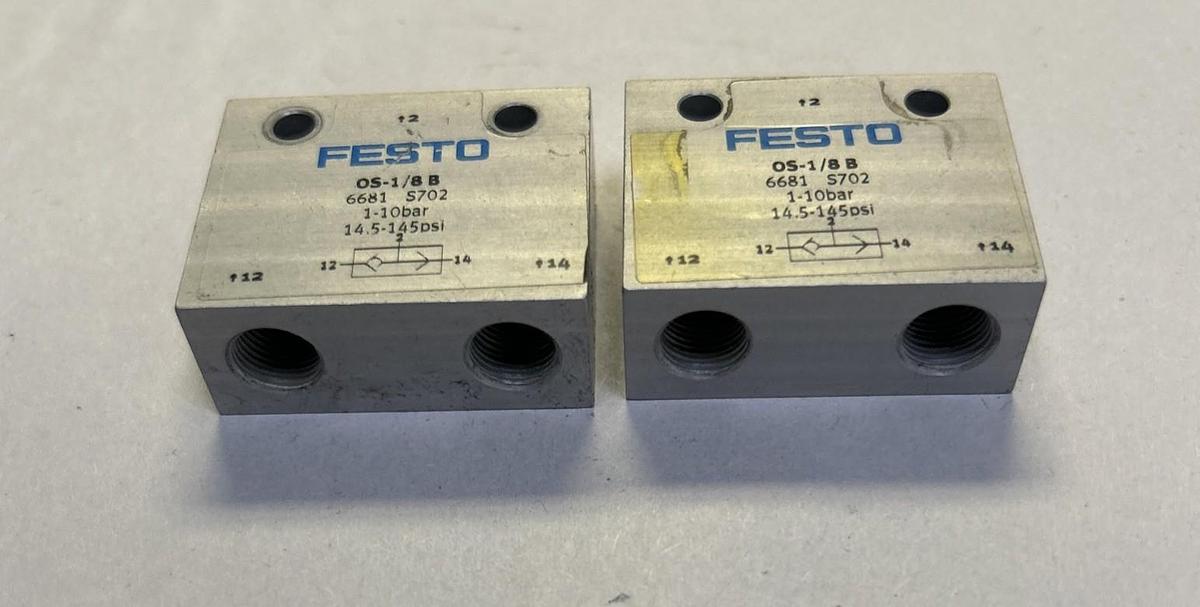 ↑2
FESTO
OS-1/8 B
6681 S702
1-10bar
14.5-145psi
2
12 14
↑12 ↑14
↑2
FESTO
OS-1/8 B
6681 S702
1-10bar
14.5-145psi
2
12 14
↑12 ↑14